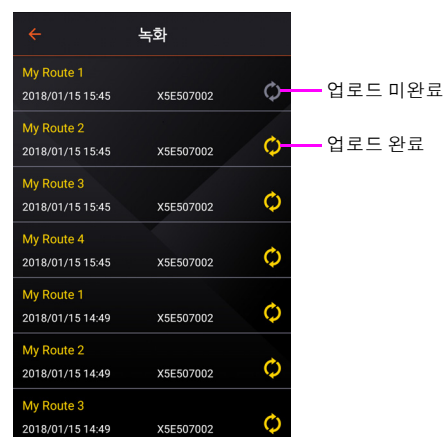 녹화
My Route 1
2018/01/15 15:45 X5E507002
업로드 미완료
My Route 2
2018/01/15 15:45 X5E507002
업로드 완료
My Route 3
2018/01/15 15:45 X5E507002
My Route 4
2018/01/15 15:45 X5E507002
My Route 1
2018/01/15 14:49 X5E507002
My Route 2
2018/01/15 14:49 X5E507002
My Route 3
2018/01/15 14:49 X5E507002